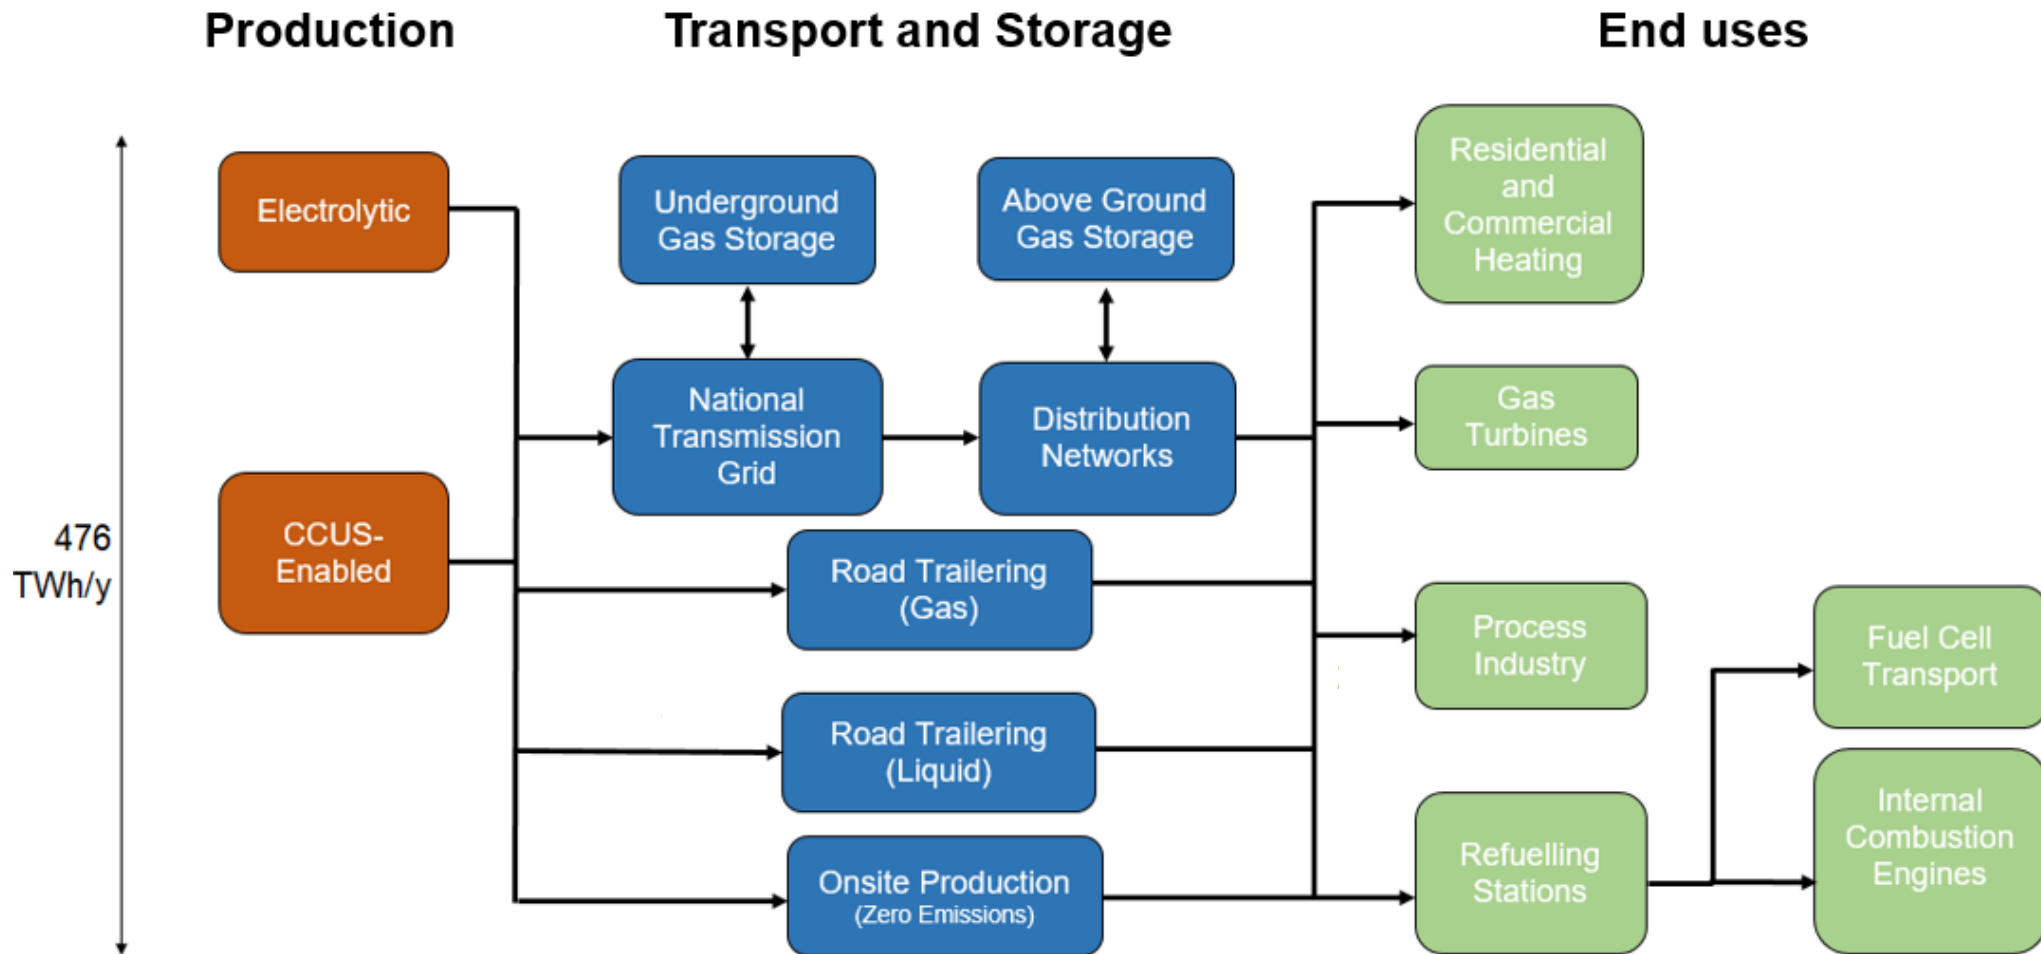 Production
Transport and Storage
End uses
476
TWh/y
Electrolytic
CCUS-
Enabled
Underground
Gas Storage
Above Ground
Gas Storage
National
Transmission
Grid
Distribution
Networks
Road Trailering
(Gas)
Road Trailering
(Liquid)
Onsite Production
(Zero Emissions)
Residential
and
Commercial
Heating
Gas
Turbines
Process
Industry
Refuelling
Stations
Fuel Cell
Transport
Internal
Combustion
Engines